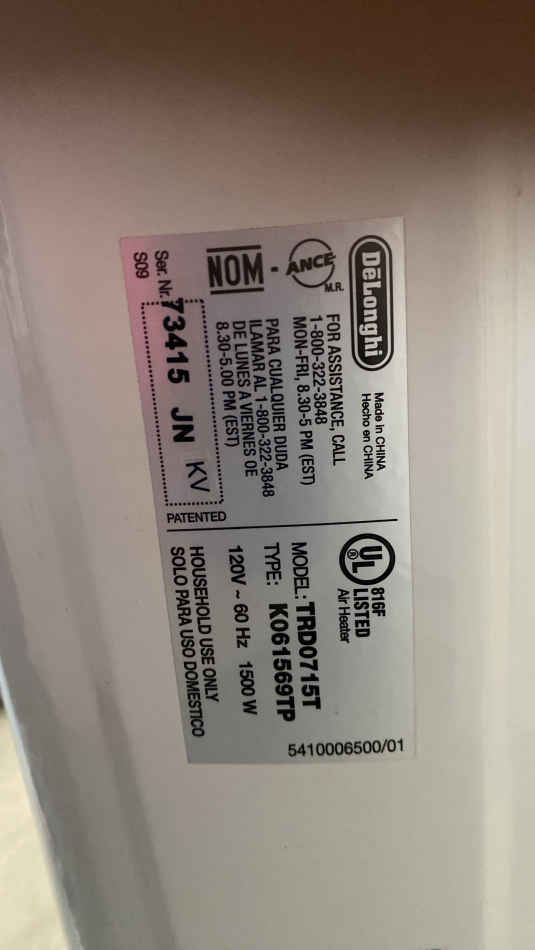 DēLonghi
Made in CHINA
Hecho en CHINA
NOM - ANCE M.R.
FOR ASSISTANCE, CALL
1-800-322-3848
MON-FRI, 8.30-5 PM (EST)
PARA CUALQUIER DUDA
lLAMAR AL 1-800-322-3848
DE LUNES A VIERNES OE
8.30-5.00 PM (EST)
Ser. Nr. 73415 JN KV
S09
PATENTED
UL ®
816F
LISTED
Air Heater
MODEL: TRD0715T
TYPE: K061569TP
120V ~ 60 Hz 1500 W
HOUSEHOLD USE ONLY
SOLO PARA USO DOMESTICO
5410006500/01